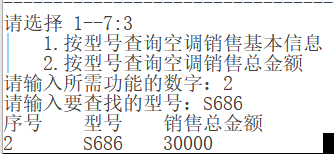 请选择 1--7:3
1.按型号查询空调销售基本信息
2.按型号查询空调销售总金额
请输入所需功能的数字：2
请输入要查找的型号：S686
序号 型号 销售总金额
2 S686 30000